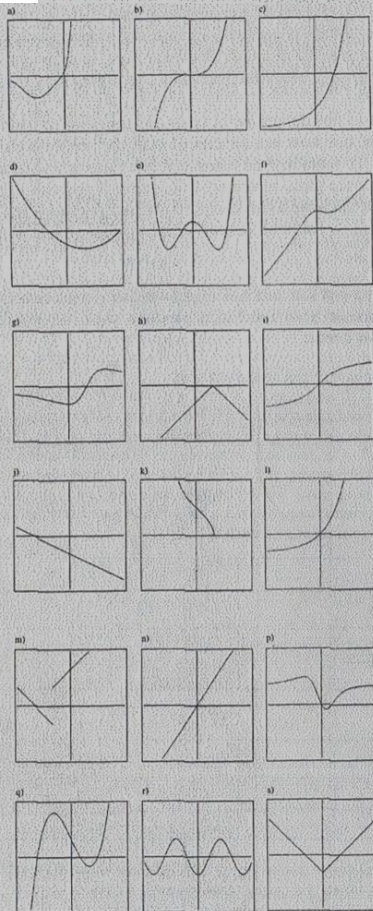 a) b) c)
d) e) f)
g) h) i)
j) k) l)
m) n) p)
q) r) s)